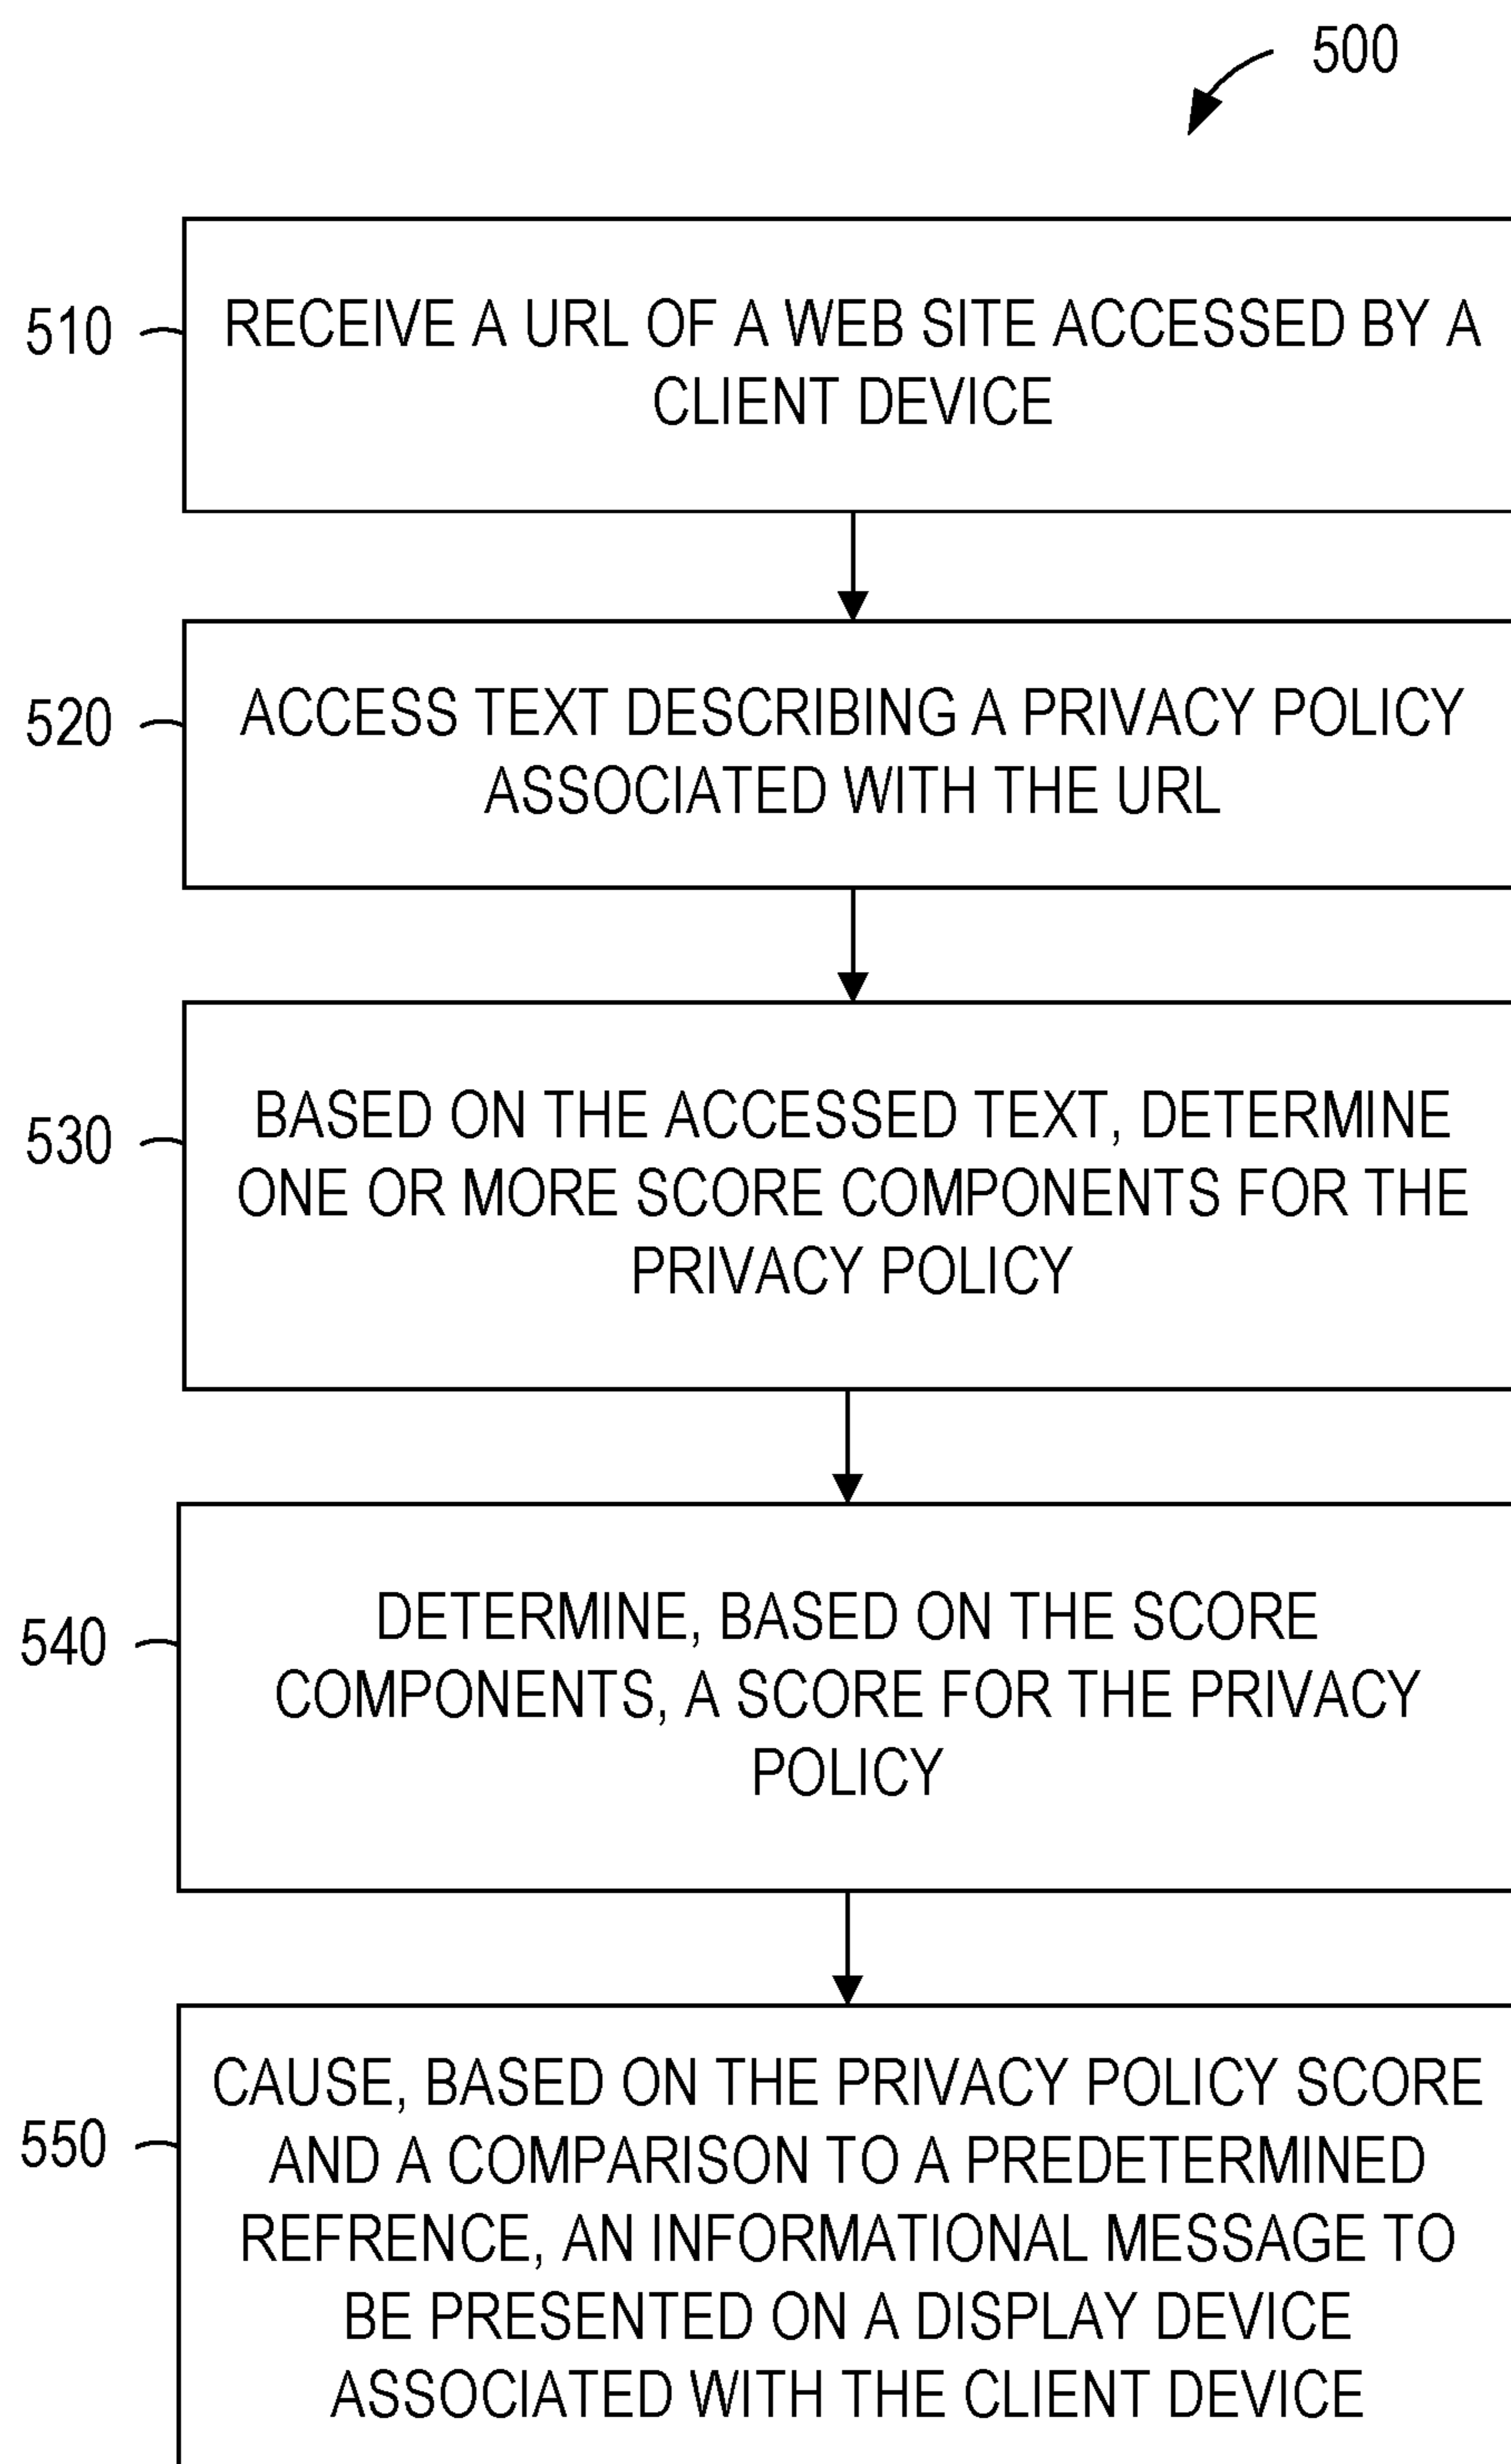 500
510
RECEIVE A URL OF A WEB SITE ACCESSED BY A
CLIENT DEVICE
520
ACCESS TEXT DESCRIBING A PRIVACY POLICY
ASSOCIATED WITH THE URL
530
BASED ON THE ACCESSED TEXT, DETERMINE
ONE OR MORE SCORE COMPONENTS FOR THE
PRIVACY POLICY
540
DETERMINE, BASED ON THE SCORE
COMPONENTS, A SCORE FOR THE PRIVACY
POLICY
550
CAUSE, BASED ON THE PRIVACY POLICY SCORE
AND A COMPARISON TO A PREDETERMINED
REFRENCE, AN INFORMATIONAL MESSAGE TO
BE PRESENTED ON A DISPLAY DEVICE
ASSOCIATED WITH THE CLIENT DEVICE